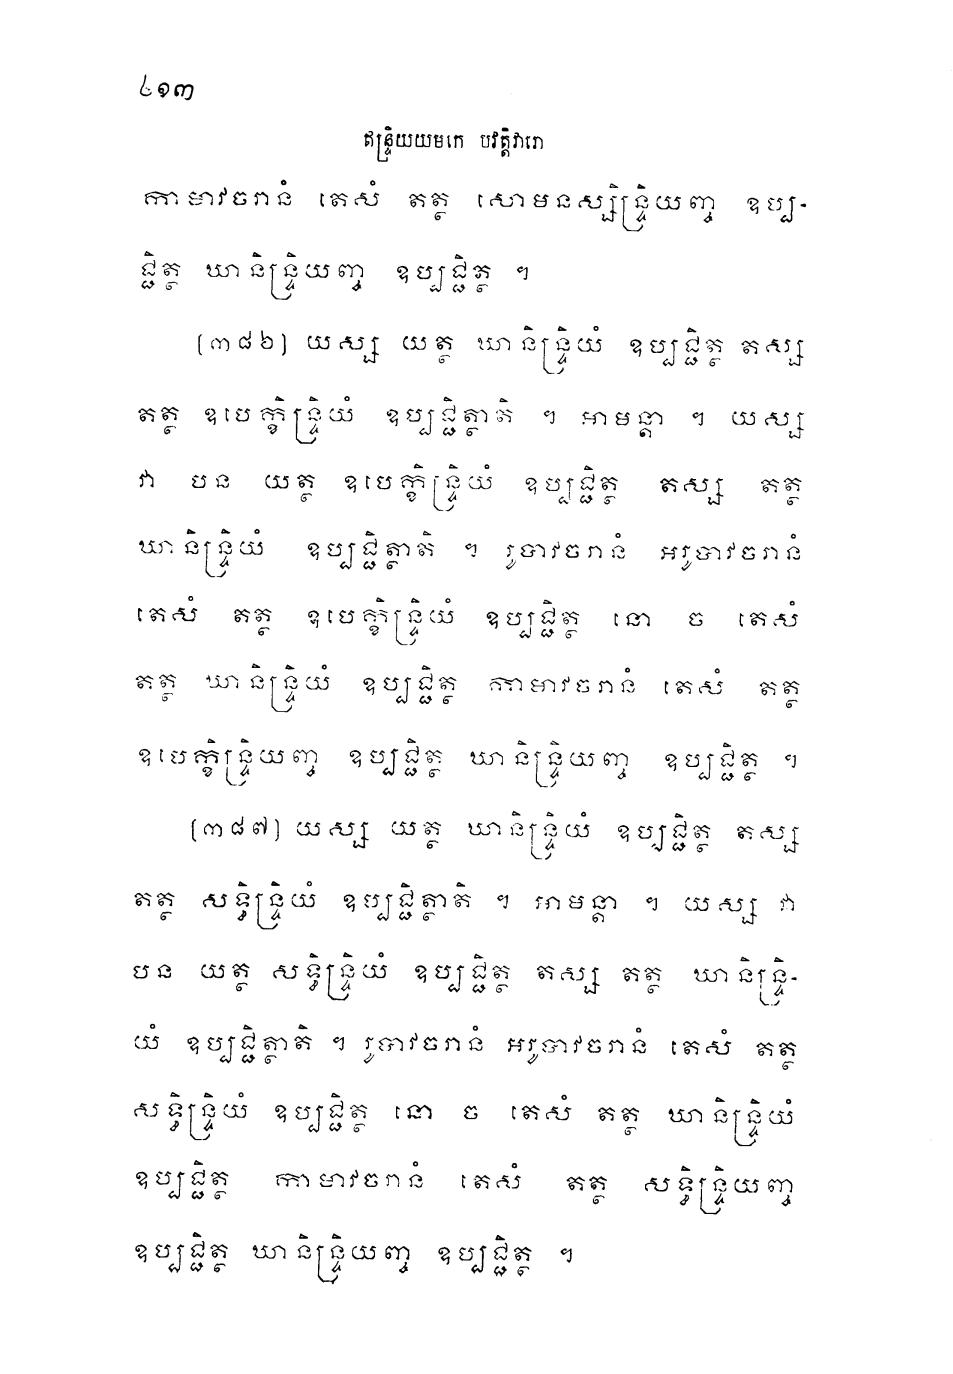 ៤១៣
ឥន្ទ្រិយយមកេ បវត្តិវារោ
កាមាវចរានំ តេសំ តត្ថ សោមនស្សិន្ទ្រិយញ្ច ឧប្ប-
ជ្ជិត្ថ ឃានិន្ទ្រិយញ្ច ឧប្បជ្ជិត្ថ ។
(៣៨៦) យស្ស យត្ថ ឃានិន្ទ្រិយំ ឧប្បជ្ជិត្ថ តស្ស
តត្ថ ឧបេក្ខិន្ទ្រិយំ ឧប្បជ្ជិត្ថាតិ ។ អាមន្តា ។ យស្ស
វា បន យត្ថ ឧបេក្ខិន្ទ្រិយំ ឧប្បជ្ជិត្ថ តស្ស តត្ថ
ឃានិន្ទ្រិយំ ឧប្បជ្ជិត្ថាតិ ។ រូបាវចរានំ អរូបាវចរានំ
តេសំ តត្ថ ឧបេក្ខិន្ទ្រិយំ ឧប្បជ្ជិត្ថ នោ ច តេសំ
តត្ថ ឃានិន្ទ្រិយំ ឧប្បជ្ជិត្ថ កាមាវចរានំ តេសំ តត្ថ
ឧបេក្ខិន្ទ្រិយញ្ច ឧប្បជ្ជិត្ថ ឃានិន្ទ្រិយញ្ច ឧប្បជ្ជិត្ថ ។
(៣៨៧) យស្ស យត្ថ ឃានិន្ទ្រិយំ ឧប្បជ្ជិត្ថ តស្ស
តត្ថ សទ្ធិន្ទ្រិយំ ឧប្បជ្ជិត្ថាតិ ។ អាមន្តា ។ យស្ស វា
បន យត្ថ សទ្ធិន្ទ្រិយំ ឧប្បជ្ជិត្ថ តស្ស តត្ថ ឃានិន្ទ្រិ-
យំ ឧប្បជ្ជិត្ថាតិ ។ រូបាវចរានំ អរូបាវចរានំ តេសំ តត្ថ
សទ្ធិន្ទ្រិយំ ឧប្បជ្ជិត្ថ នោ ច តេសំ តត្ថ ឃានិន្ទ្រិយំ
ឧប្បជ្ជិត្ថ កាមាវចរានំ តេសំ តត្ថ សទ្ធិន្ទ្រិយញ្ច
ឧប្បជ្ជិត្ថ ឃានិន្ទ្រិយញ្ច ឧប្បជ្ជិត្ថ ។